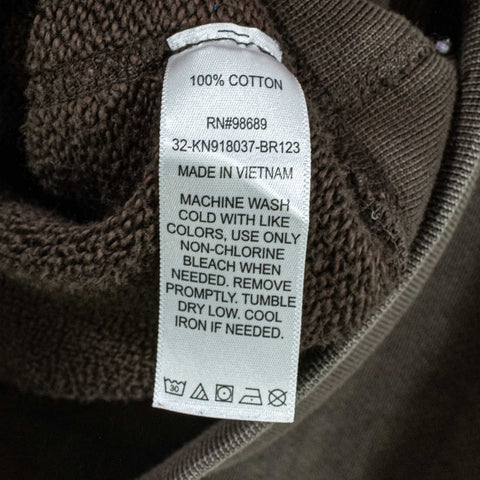 100% COTTON
RN#98689
32-KN918037-BR123
MADE IN VIETNAM
MACHINE WASH
COLD WITH LIKE
COLORS, USE ONLY
NON-CHLORINE
BLEACH WHEN
NEEDED. REMOVE
PROMPTLY. TUMBLE
DRY LOW. COOL
IRON IF NEEDED.
30